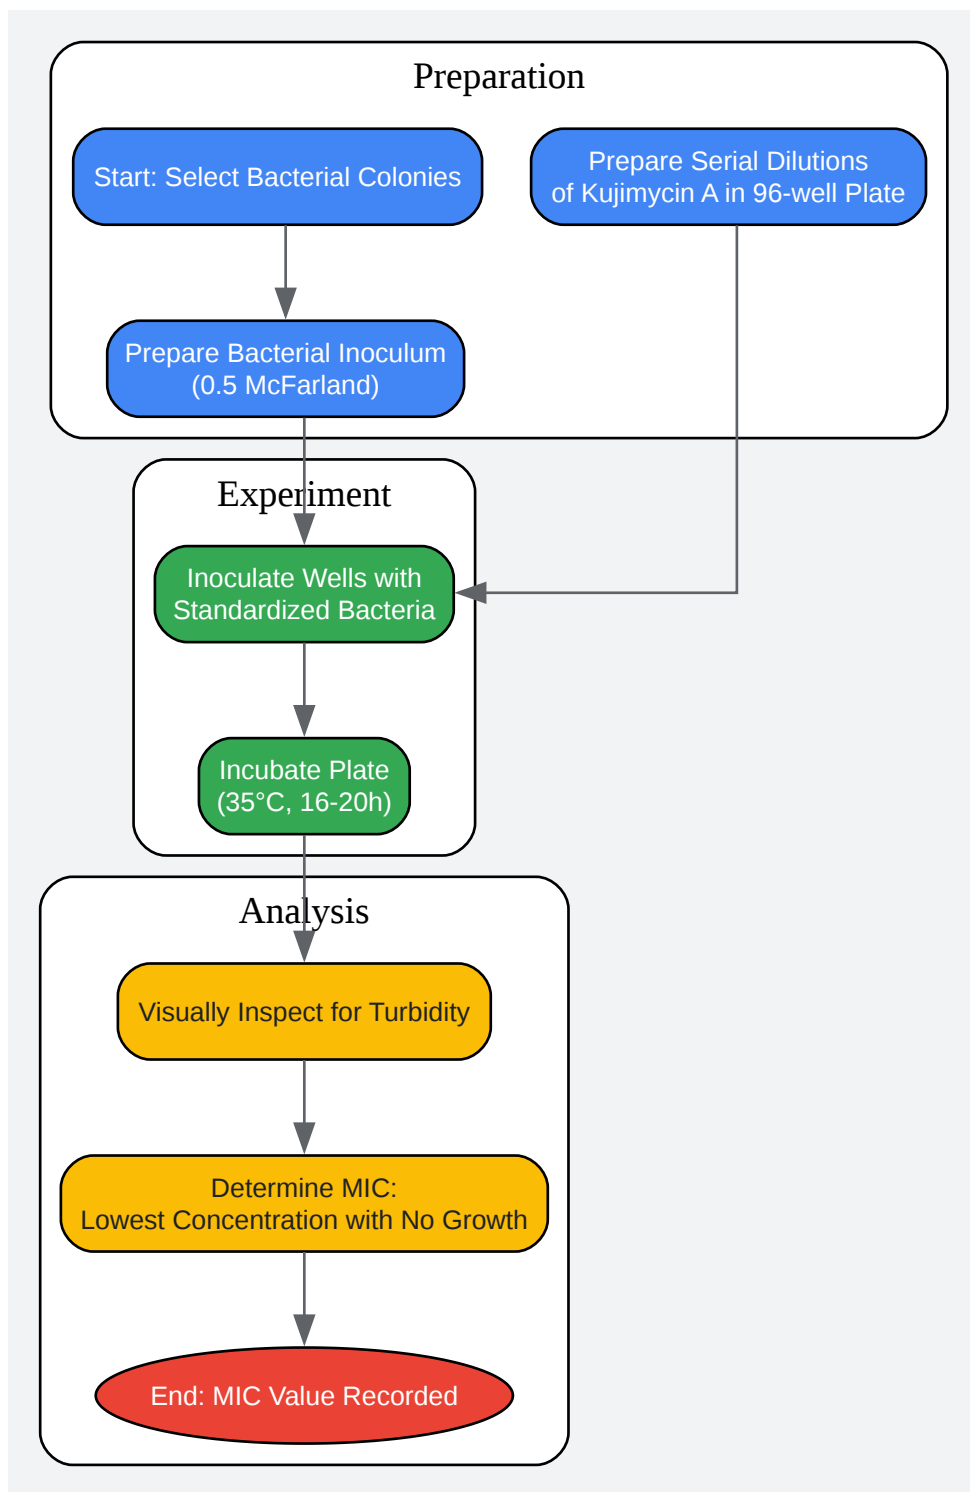 Preparation
Start: Select Bacterial Colonies
Prepare Serial Dilutions
of Kujimycin A in 96-well Plate
Prepare Bacterial Inoculum
(0.5 McFarland)
Experiment
Inoculate Wells with
Standardized Bacteria
Incubate Plate
(35°C, 16-20h)
Analysis
Visually Inspect for Turbidity
Determine MIC:
Lowest Concentration with No Growth
End: MIC Value Recorded